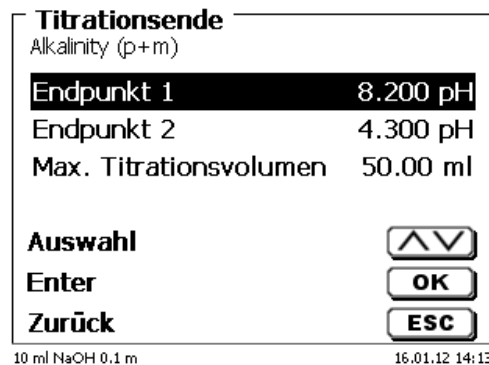 Titrationsende
Alkalinity (p+m)
Endpunkt 1 8.200 pH
Endpunkt 2 4.300 pH
Max. Titrationsvolumen 50.00 ml
Auswahl
Enter OK
Zurück ESC
10 ml NaOH 0.1 m 16.01.12 14:13